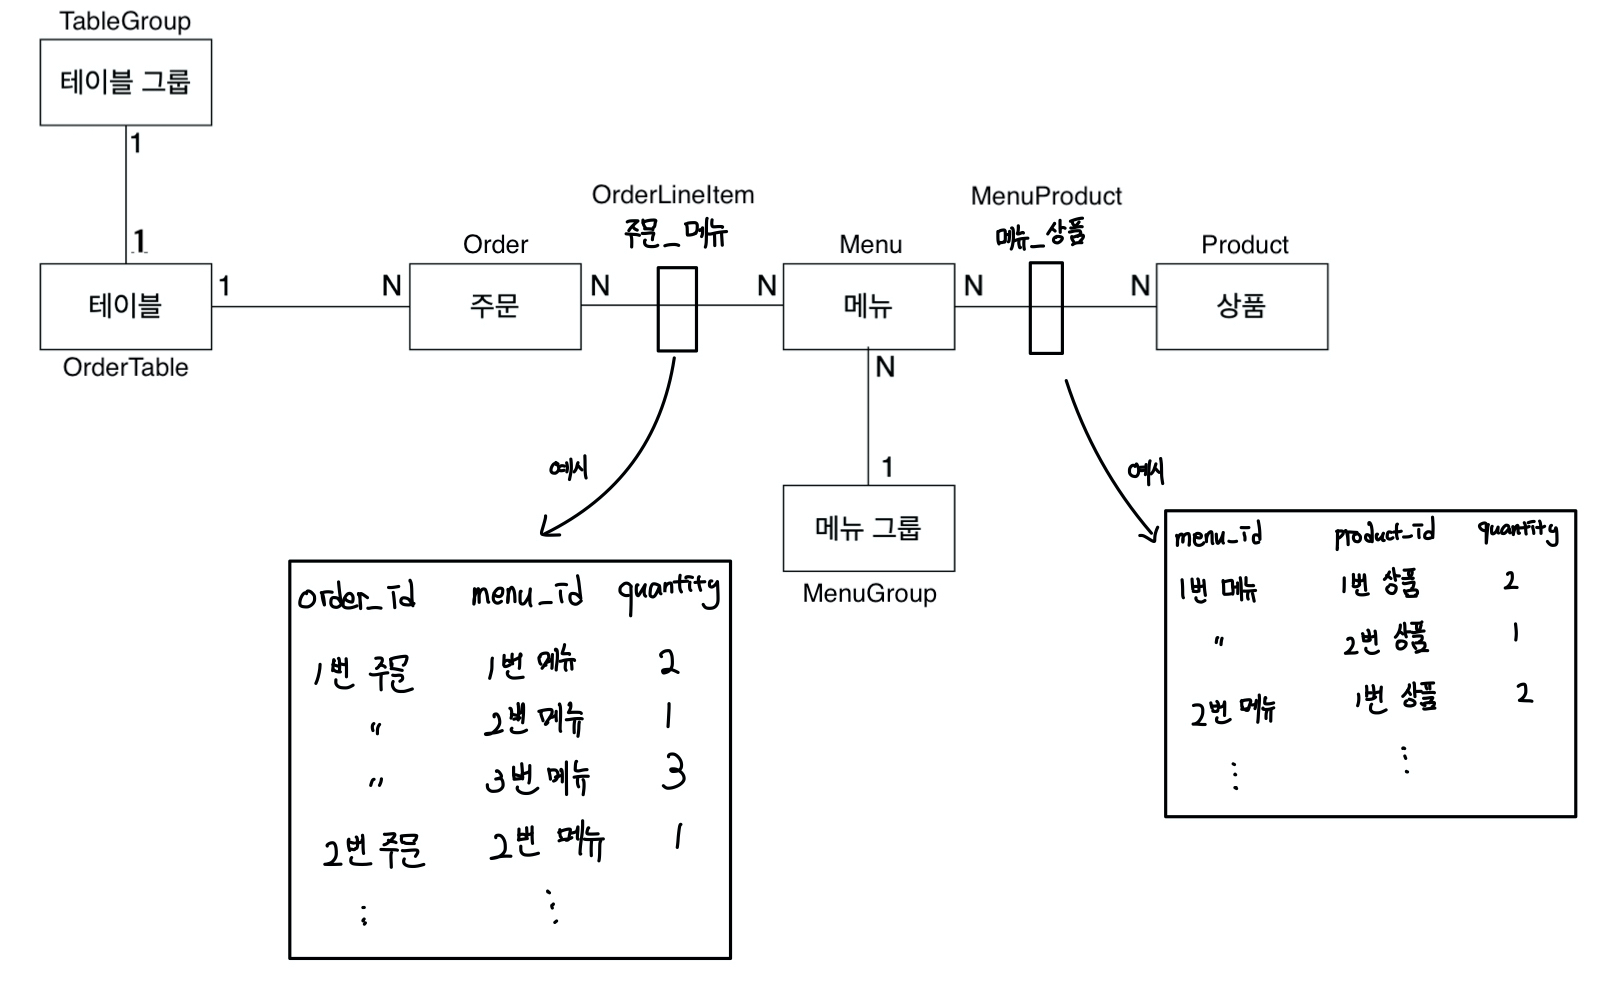 TableGroup
테이블 그룹
1
1
테이블
OrderTable
1
N
Order
주문
N
OrderLineItem
주문_메뉴
N
Menu
메뉴
N
MenuProduct
메뉴_상품
N
Product
상품
N
1
메뉴 그룹
MenuGroup
예시
예시
order_id menu_id quantity
1번 주문 1번 메뉴 2
〃 2번 메뉴 1
〃 3번 메뉴 3
2번 주문 2번 메뉴 1
⋮ ⋮
menu_id product_id quantity
1번 메뉴 1번 상품 2
〃 2번 상품 1
2번 메뉴 1번 상품 2
⋮ ⋮